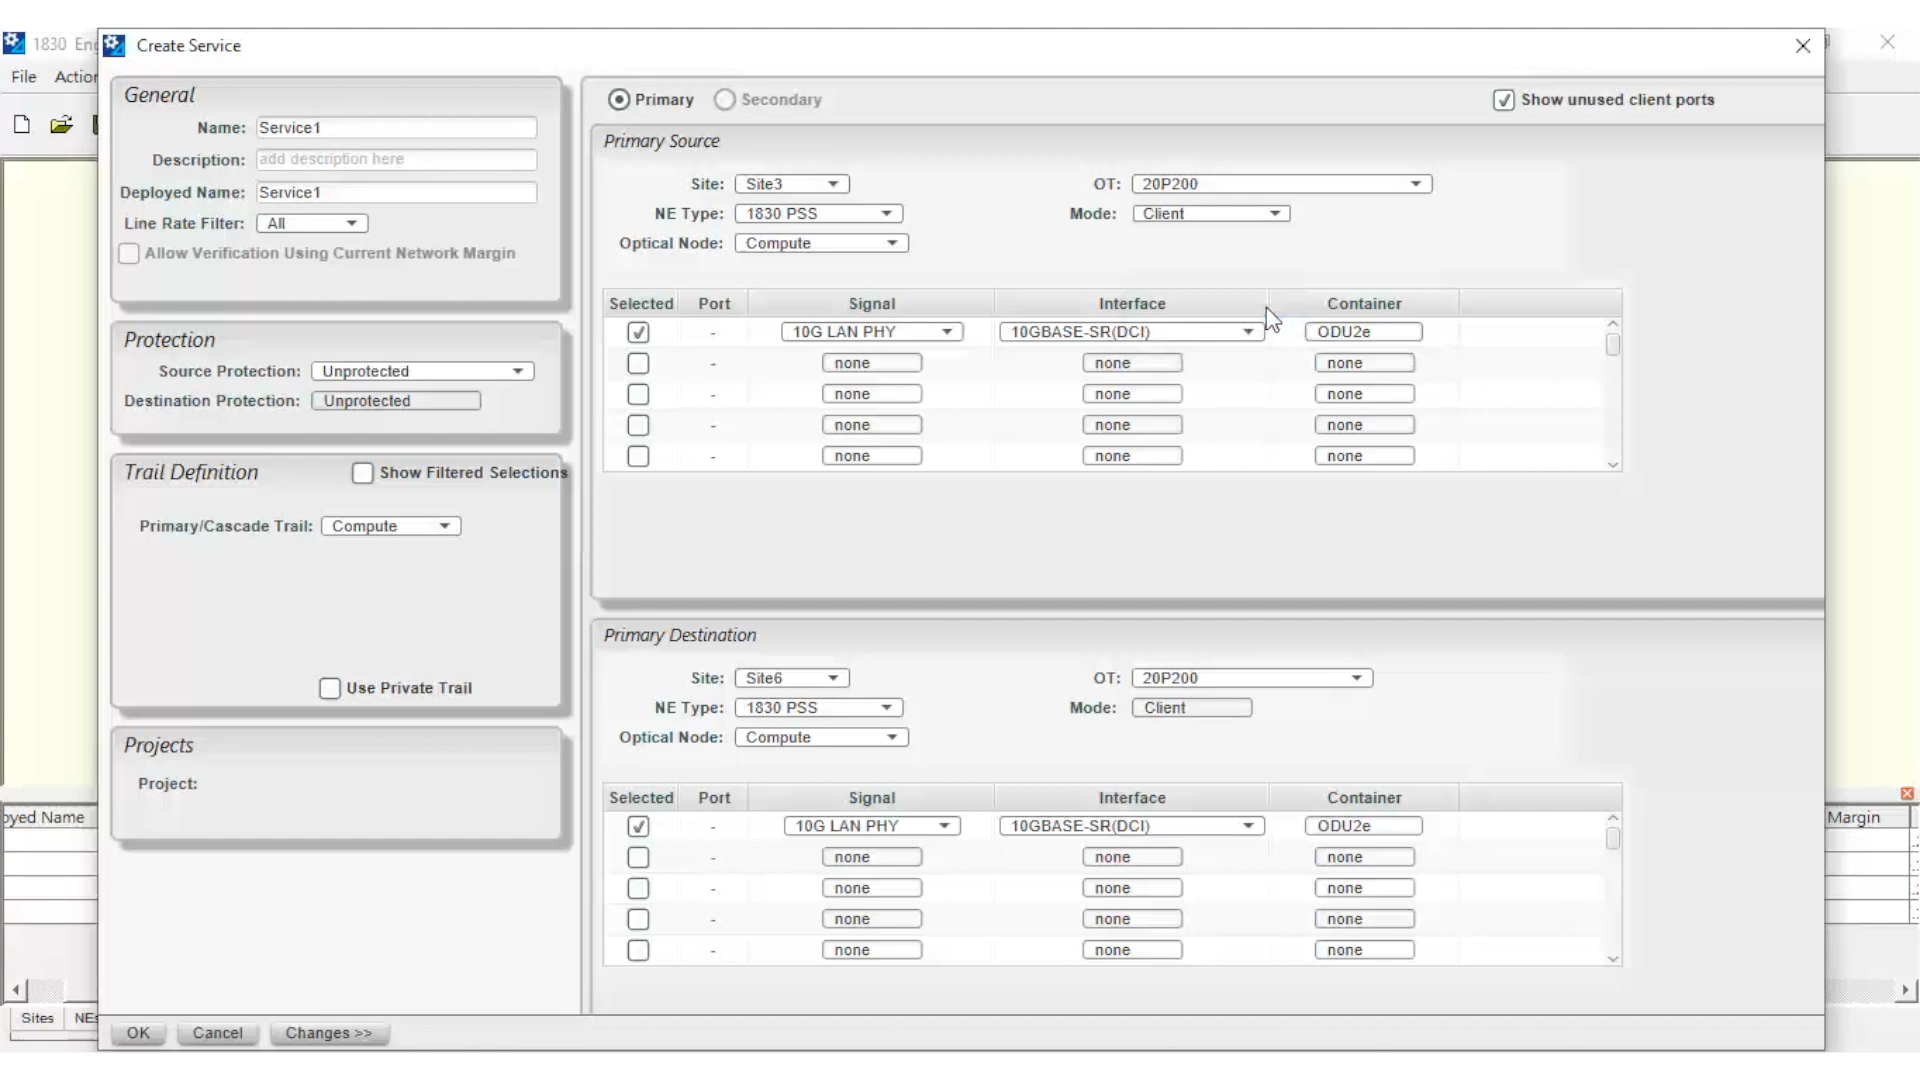 1830 Eng
Create Service
File Action
General
Name: Service1
Description: add description here
Deployed Name: Service1
Line Rate Filter: All
Allow Verification Using Current Network Margin
Protection
Source Protection: Unprotected
Destination Protection: Unprotected
Trail Definition Show Filtered Selections
Primary/Cascade Trail: Compute
Use Private Trail
Projects
Project:
Primary Secondary Show unused client ports
Primary Source
Site: Site3 OT: 20P200
NE Type: 1830 PSS Mode: Client
Optical Node: Compute
Selected Port Signal Interface Container
- 10G LAN PHY 10GBASE-SR(DCI) ODU2e
- none none none
- none none none
- none none none
- none none none
Primary Destination
Site: Site6 OT: 20P200
NE Type: 1830 PSS Mode: Client
Optical Node: Compute
Selected Port Signal Interface Container
- 10G LAN PHY 10GBASE-SR(DCI) ODU2e
- none none none
- none none none
- none none none
- none none none
oyed Name Margin
Sites NEs
OK Cancel Changes >>